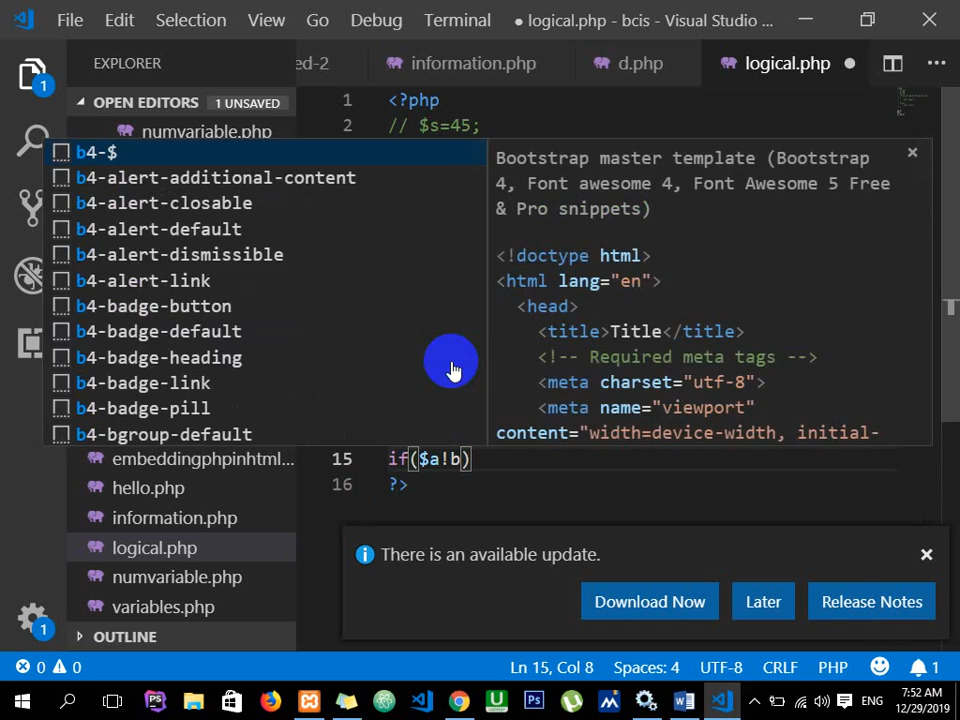 File Edit Selection View Go Debug Terminal ● logical.php - bcis - Visual Studio ...
EXPLORER
ed-2 information.php d.php logical.php
OPEN EDITORS 1 UNSAVED
numvariable.php
1 <?php
2 // $s=45;
b4-$
b4-alert-additional-content
b4-alert-closable
b4-alert-default
b4-alert-dismissible
b4-alert-link
b4-badge-button
b4-badge-default
b4-badge-heading
b4-badge-link
b4-badge-pill
b4-bgroup-default
Bootstrap master template (Bootstrap
4, Font awesome 4, Font Awesome 5 Free
& Pro snippets)
<!doctype html>
<html lang="en">
<head>
<title>Title</title>
<!-- Required meta tags -->
<meta charset="utf-8">
<meta name="viewport"
content="width=device-width, initial-
15 if($a!b)
16 ?>
embeddingphpinhtml...
hello.php
information.php
logical.php
numvariable.php
variables.php
OUTLINE
There is an available update.
Download Now Later Release Notes
1
1
0 0 Ln 15, Col 8 Spaces: 4 UTF-8 CRLF PHP 1
ENG 7:52 AM
12/29/2019